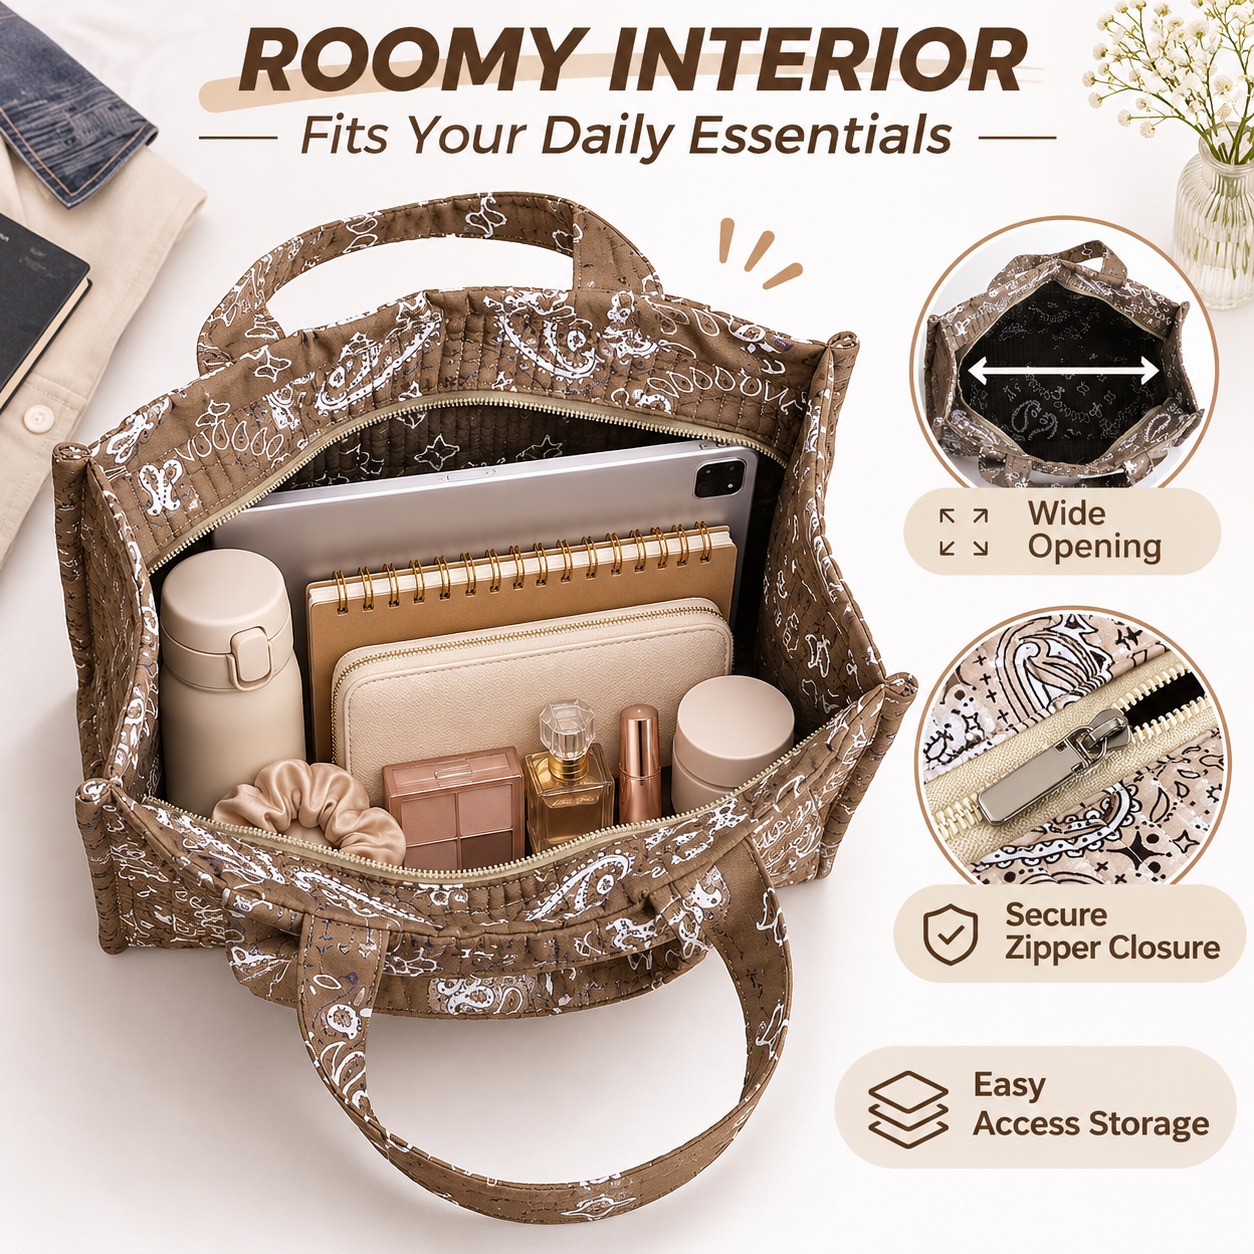 ROOMY INTERIOR
Fits Your Daily Essentials
Wide
Opening
Secure
Zipper Closure
Easy
Access Storage